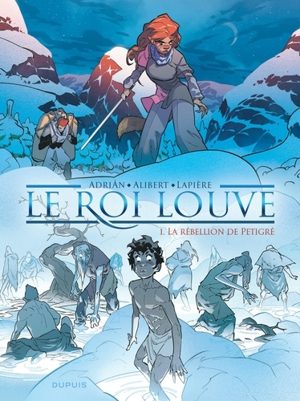 ADRIÁN • ALIBERT • LAPIÈRE
LE ROI LOUVE
1. LA RÉBELLION DE PETIGRÉ
DUPUIS